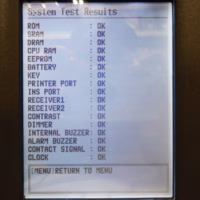 System Test Results
ROM : OK
SRAM : OK
DRAM : OK
CPU RAM : OK
EEPROM : OK
BATTERY : OK
KEY : OK
PRINTER PORT : OK
INS PORT : OK
RECEIVER1 : OK
RECEIVER2 : OK
CONTRAST : OK
DIMMER : OK
INTERNAL BUZZER : OK
ALARM BUZZER : OK
CONTACT SIGNAL : OK
CLOCK : OK
[MENU]RETURN TO MENU